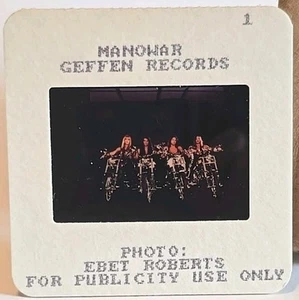 1
MANOWAR
GEFFEN RECORDS
PHOTO:
EBET ROBERTS
FOR PUBLICITY USE ONLY